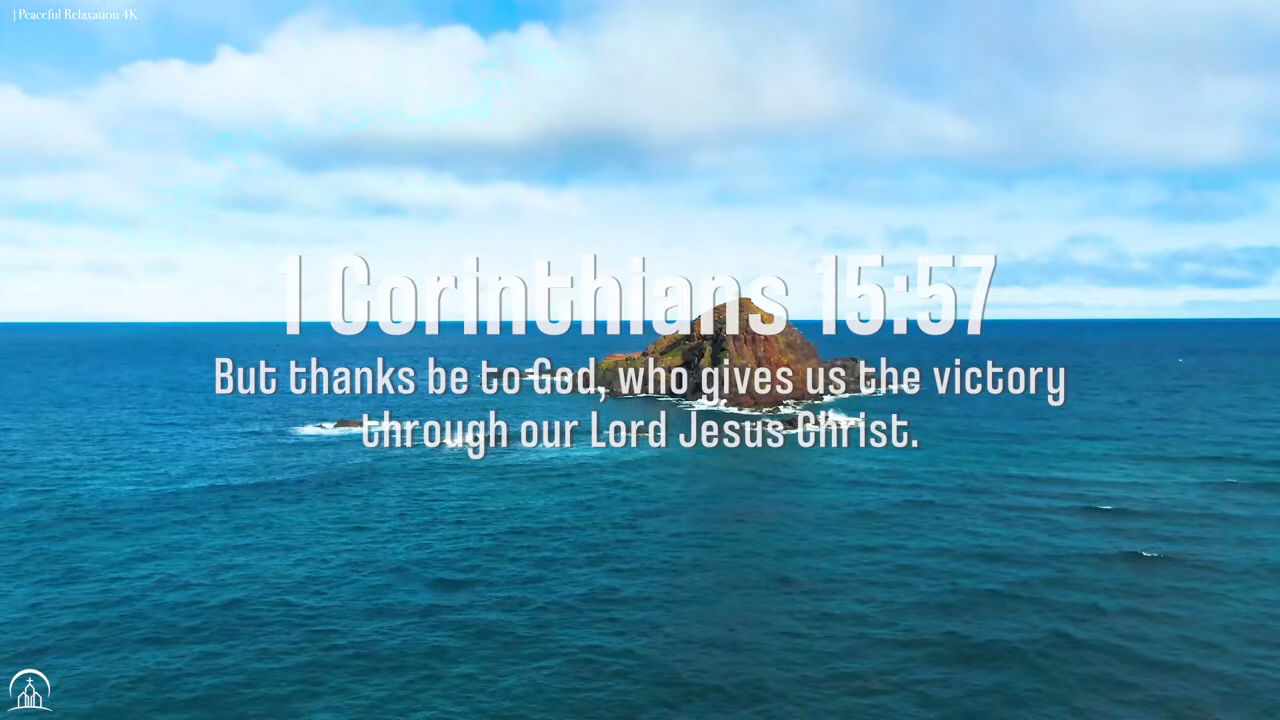 | Peaceful Relaxation 4K
1 Corinthians 15:57
But thanks be to God, who gives us the victory
through our Lord Jesus Christ.